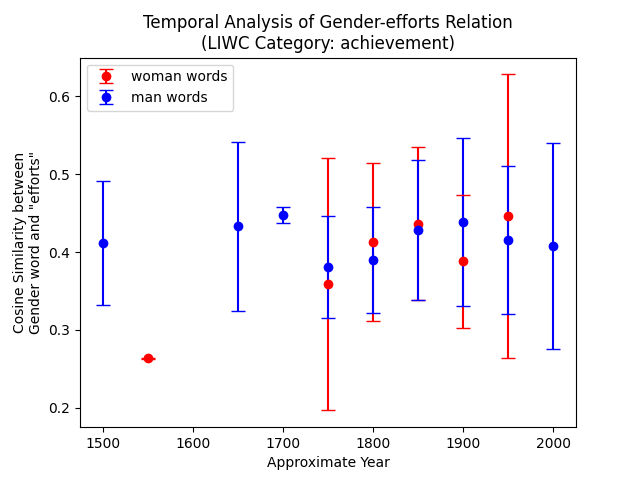 Temporal Analysis of Gender-efforts Relation
(LIWC Category: achievement)
woman words
man words
0.6
0.5
0.4
0.3
0.2
Cosine Similarity between
Gender word and "efforts"
1500
1600
1700
1800
1900
2000
Approximate Year